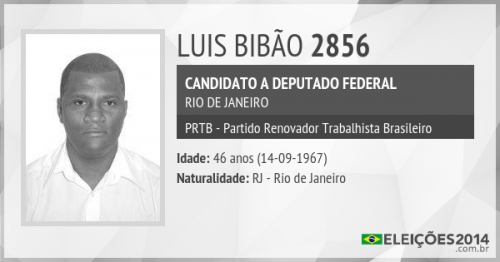 LUIS BIBÃO 2856
CANDIDATO A DEPUTADO FEDERAL
RIO DE JANEIRO
PRTB - Partido Renovador Trabalhista Brasileiro
Idade: 46 anos (14-09-1967)
Naturalidade: RJ - Rio de Janeiro
ELEIÇÕES2014
.com.br